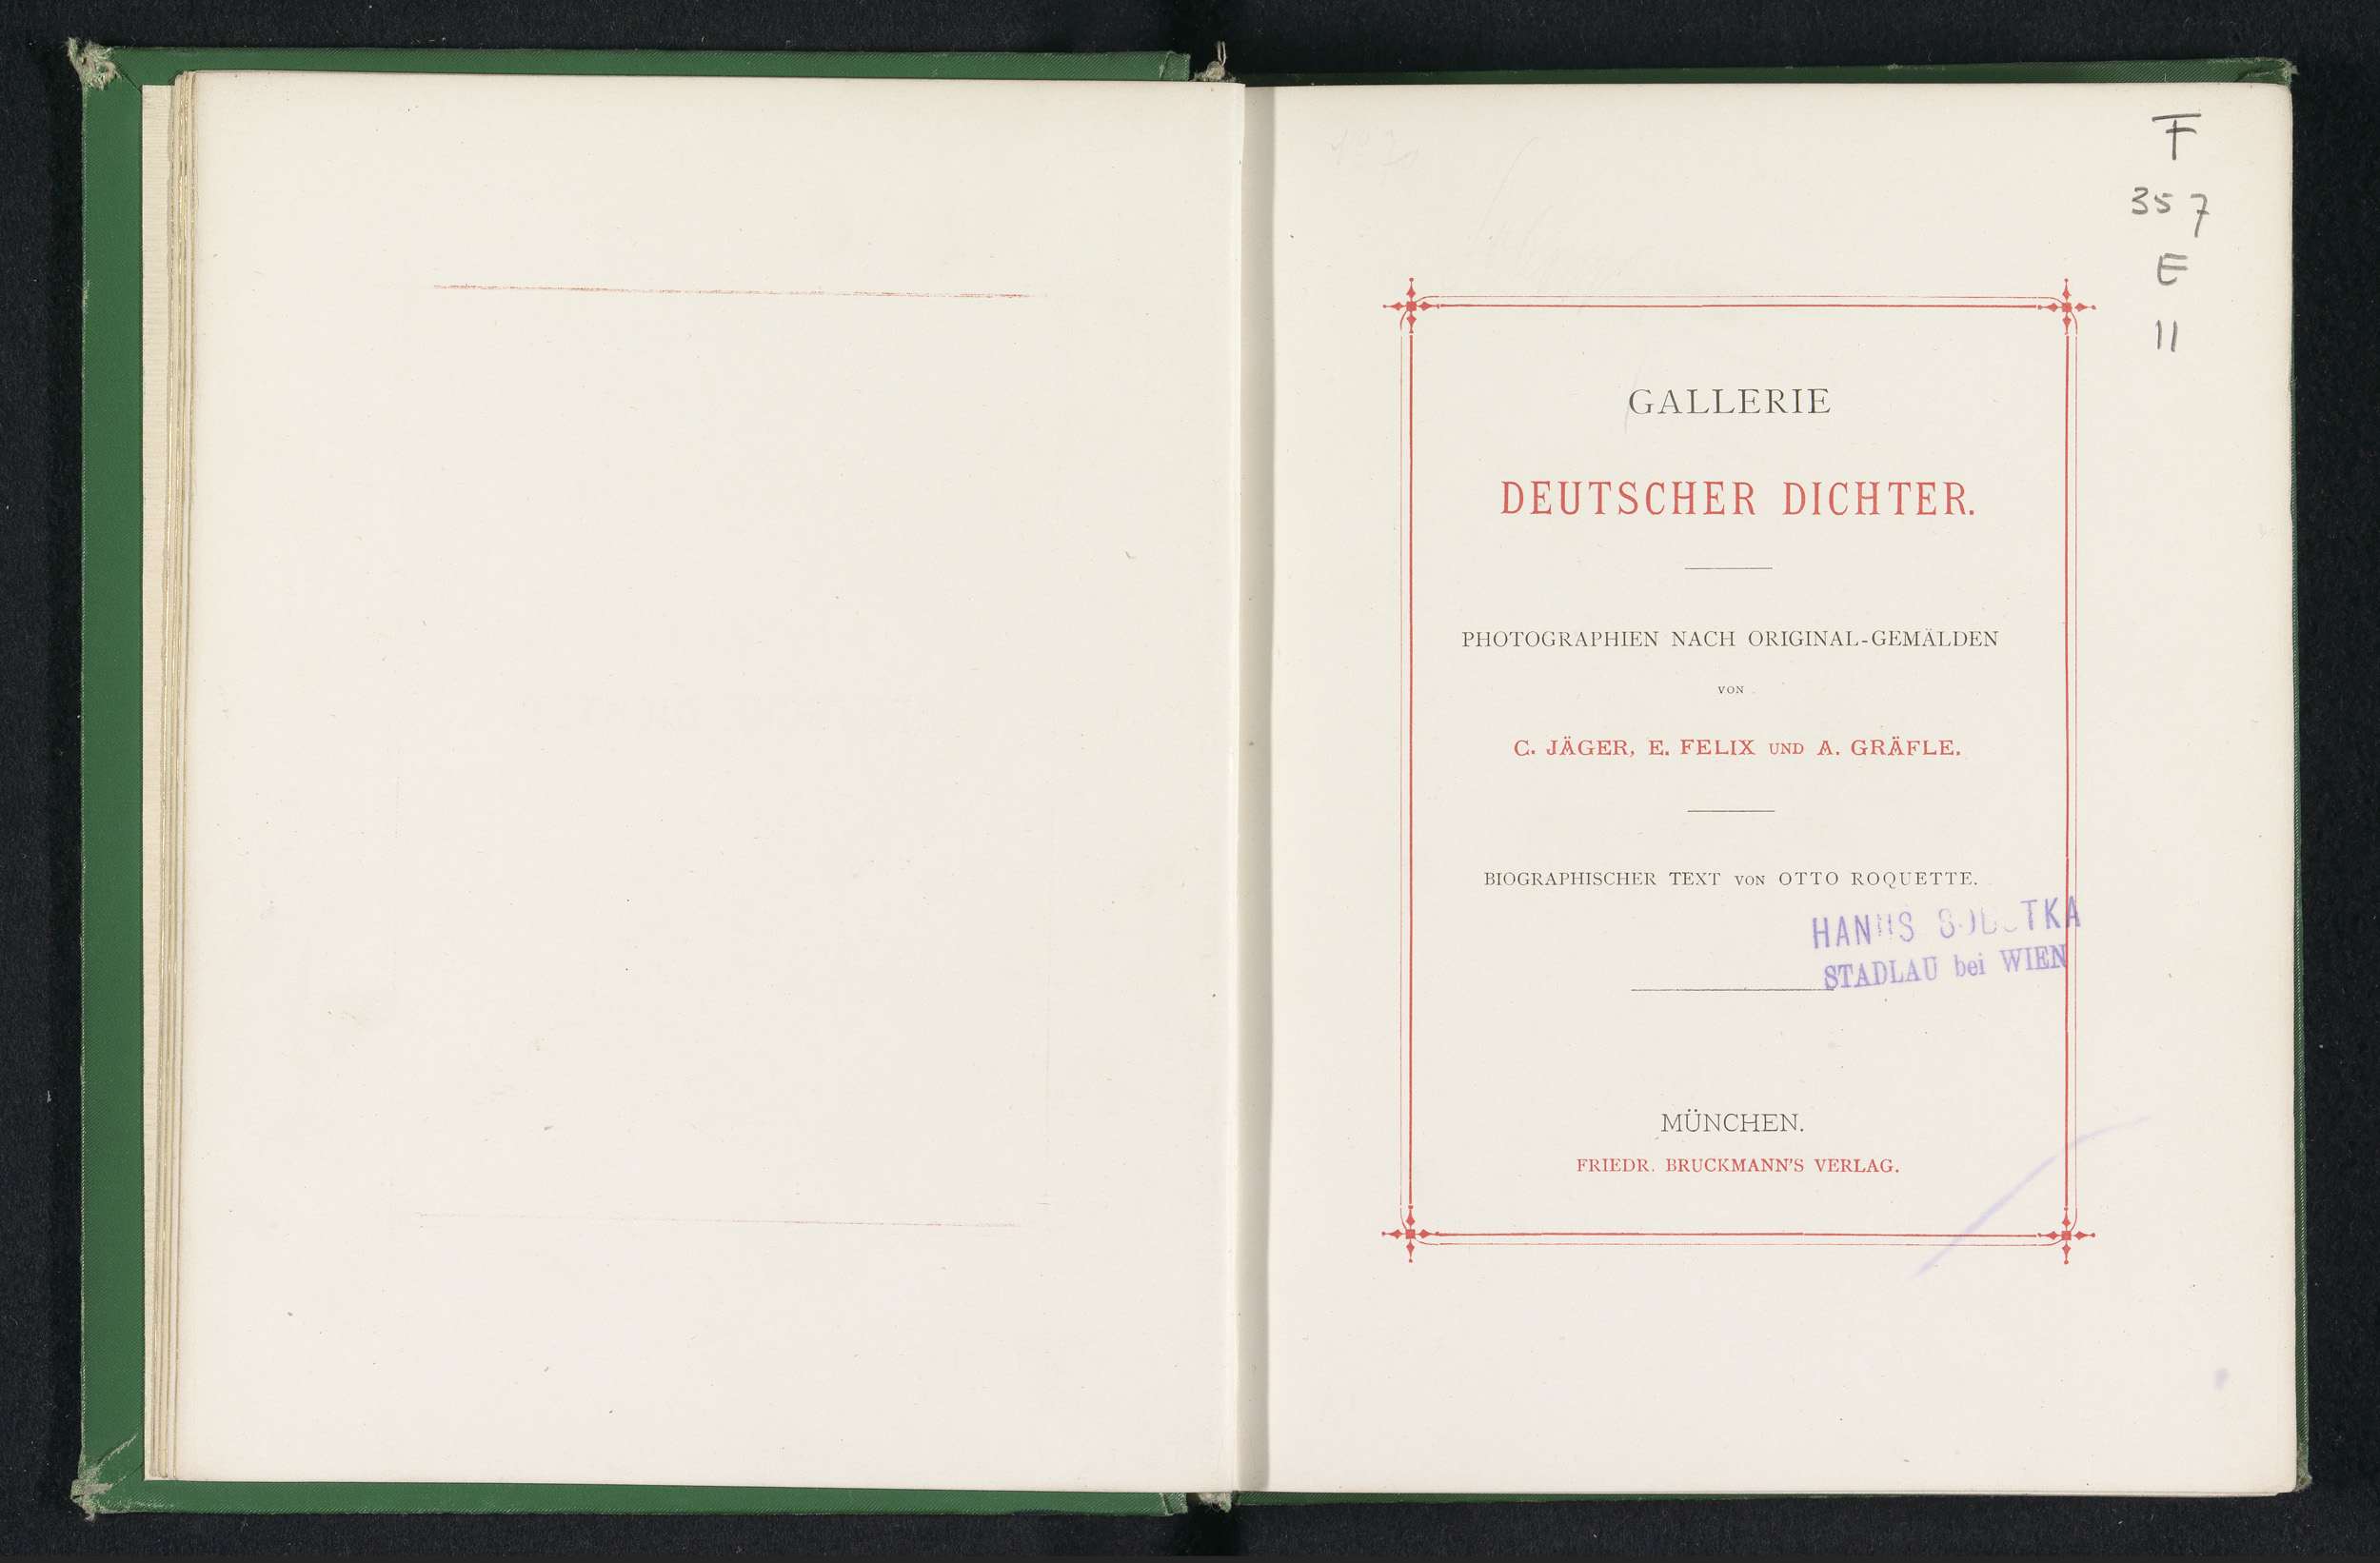 F
357
E
11
GALLERIE
DEUTSCHER DICHTER.
PHOTOGRAPHIEN NACH ORIGINAL-GEMÄLDEN
VON
C. JÄGER, E. FELIX UND A. GRÄFLE.
BIOGRAPHISCHER TEXT VON OTTO ROQUETTE.
HANNS
STADLAU bei WIEN
MÜNCHEN.
FRIEDR. BRUCKMANN'S VERLAG.